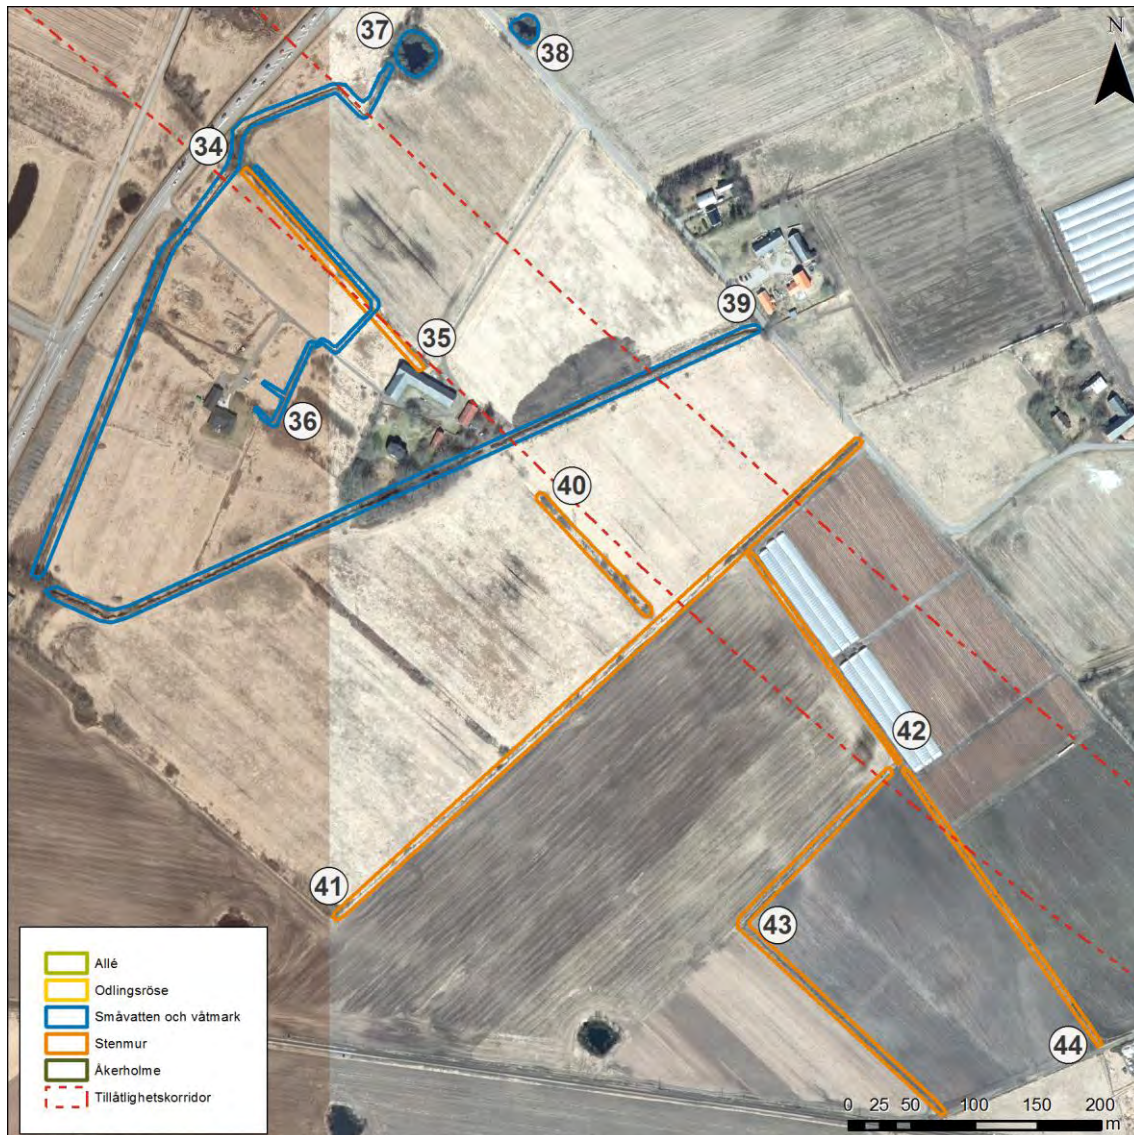 37
38
N
34
39
35
36
40
42
41
43
44
Allé
Odlingsröse
Småvatten och våtmark
Stenmur
Åkerholme
Tillåtlighetskorridor
0 25 50 100 150 200
m